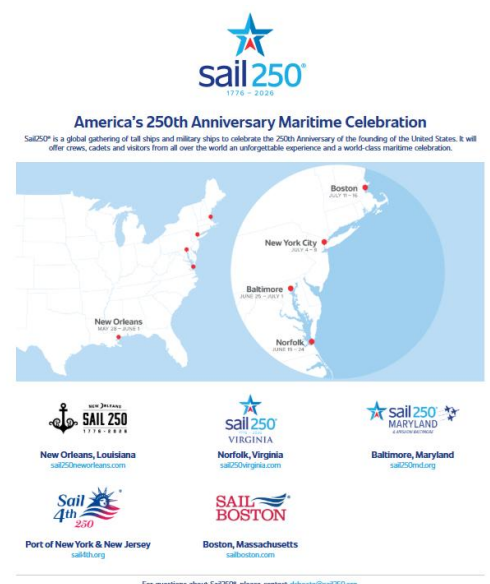 sail 250®
1776 - 2026
America's 250th Anniversary Maritime Celebration
Sail250® is a global gathering of tall ships and military ships to celebrate the 250th Anniversary of the founding of the United States. It will
offer crews, cadets and visitors from all over the world an unforgettable experience and a world-class maritime celebration.
Boston
JULY 11 – 16
New York City
JULY 4 – 8
Baltimore
JUNE 25 – JULY 1
Norfolk
JUNE 19 – 24
New Orleans
MAY 28 – JUNE 1
NEW ORLEANS
SAIL 250
1776-2026
sail 250
VIRGINIA
sail 250
MARYLAND
New Orleans, Louisiana
sail250neworleans.com
Norfolk, Virginia
sail250virginia.com
Baltimore, Maryland
sail250md.org
Sail
4th
250
SAIL
BOSTON
Port of New York & New Jersey
sail4th.org
Boston, Massachusetts
sailboston.com
For questions about Sail250®, please contact